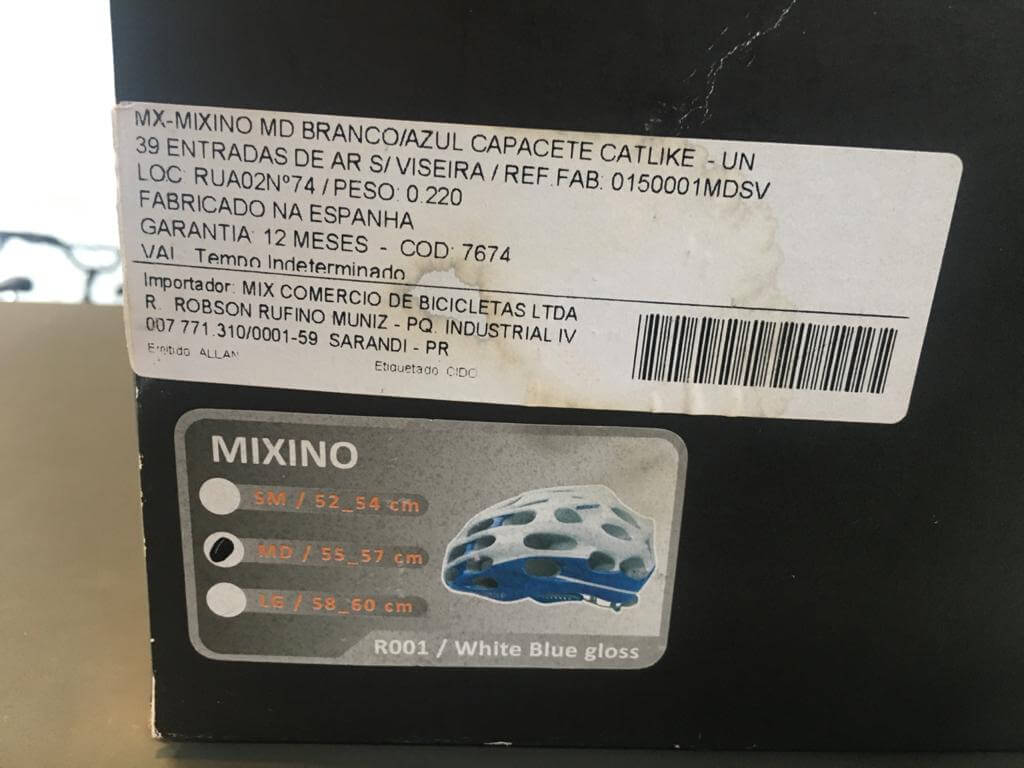 MX-MIXINO MD BRANCO/AZUL CAPACETE CATLIKE - UN
39 ENTRADAS DE AR S/ VISEIRA / REF.FAB: 0150001MDSV
LOC: RUA02Nº74 / PESO: 0.220
FABRICADO NA ESPANHA
GARANTIA: 12 MESES - COD: 7674
VAL. Tempo Indeterminado
Importador: MIX COMERCIO DE BICICLETAS LTDA
R. ROBSON RUFINO MUNIZ - PQ. INDUSTRIAL IV
007.771.310/0001-59 SARANDI - PR
Emitido: ALLAN
Etiquetado: CIDO
MIXINO
SM / 52_54 cm
MD / 55_57 cm
LG / 58_60 cm
R001 / White Blue gloss